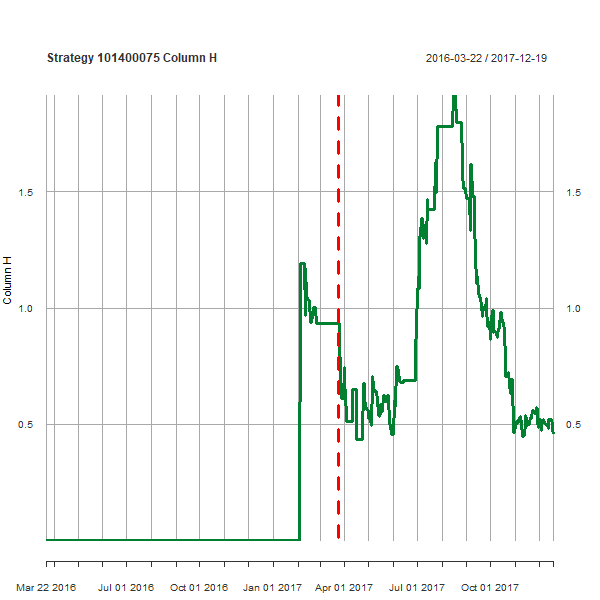 Strategy 101400075 Column H
2016-03-22 / 2017-12-19
1.5
1.5
Column H
1.0
1.0
0.5
0.5
Mar 22 2016
Jul 01 2016
Oct 01 2016
Jan 01 2017
Apr 01 2017
Jul 01 2017
Oct 01 2017